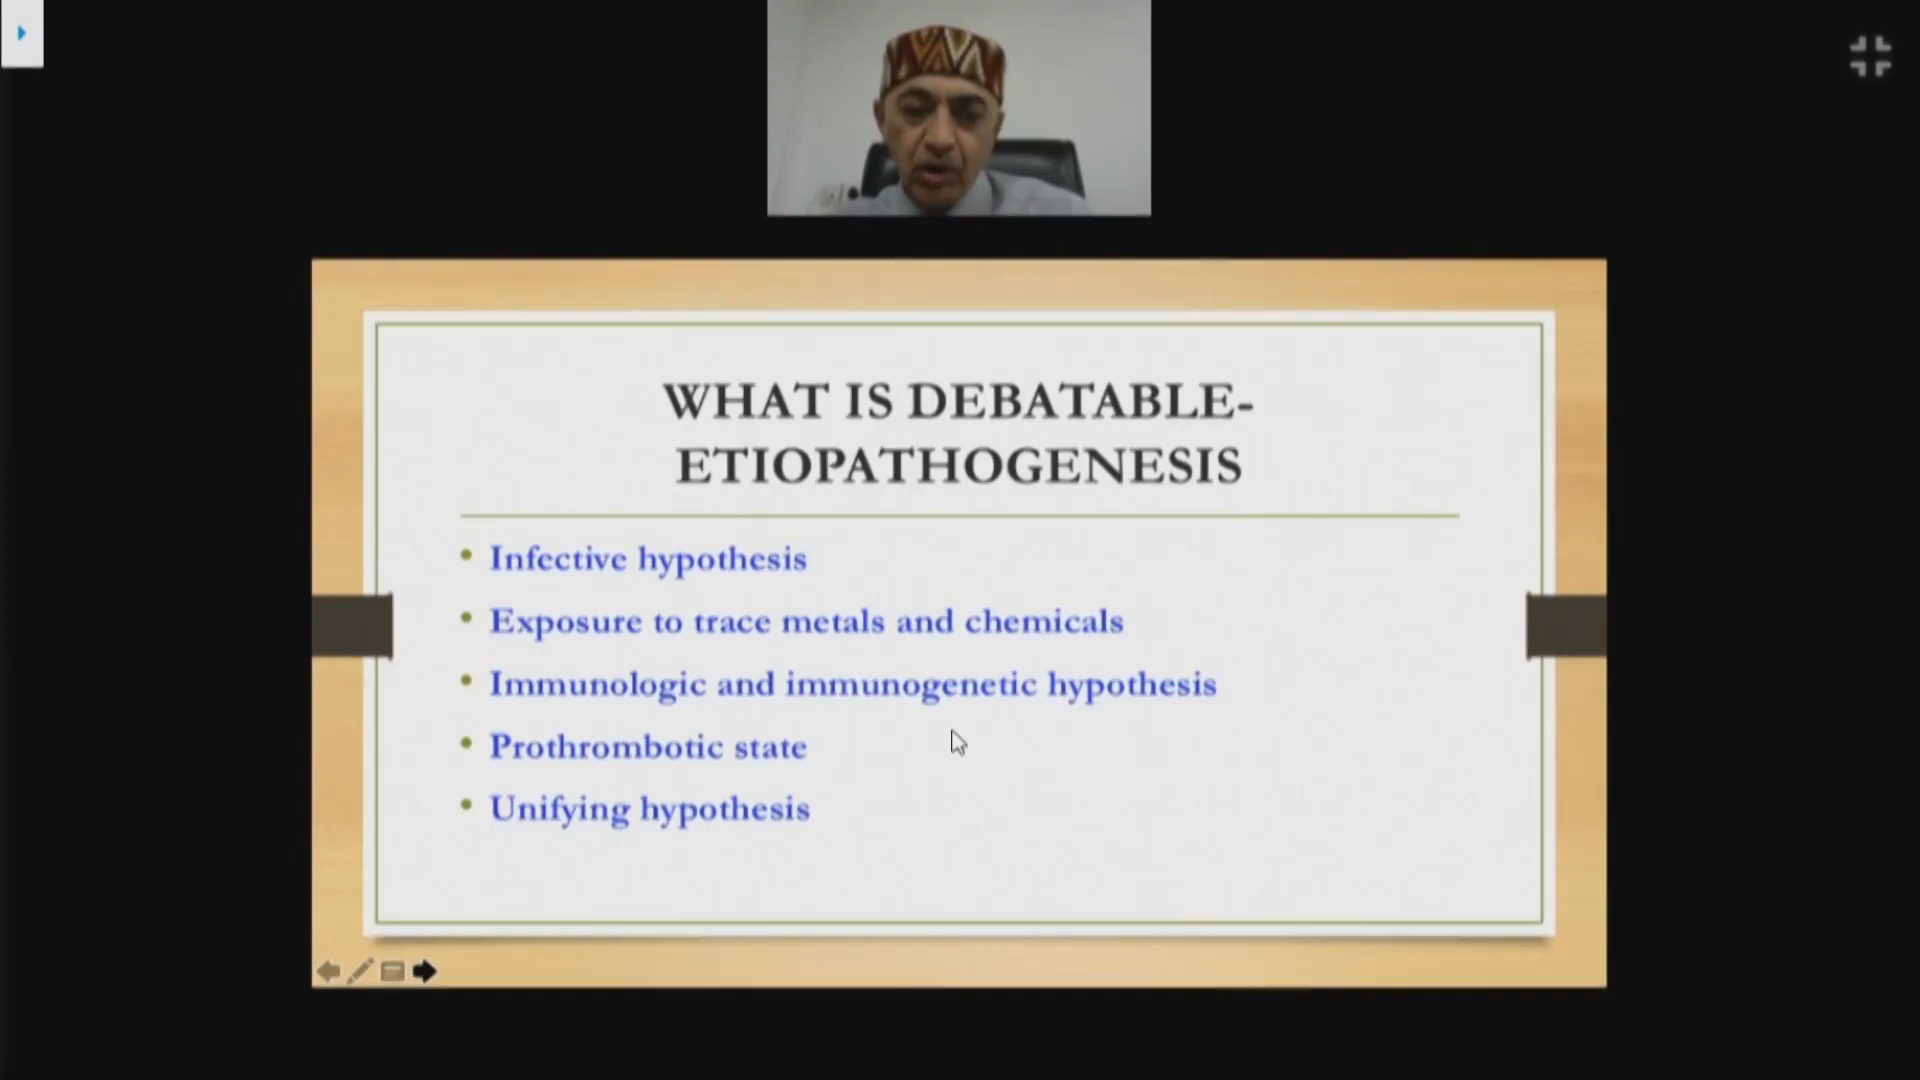 WHAT IS DEBATABLE-
ETIOPATHOGENESIS
• Infective hypothesis
• Exposure to trace metals and chemicals
• Immunologic and immunogenetic hypothesis
• Prothrombotic state
• Unifying hypothesis